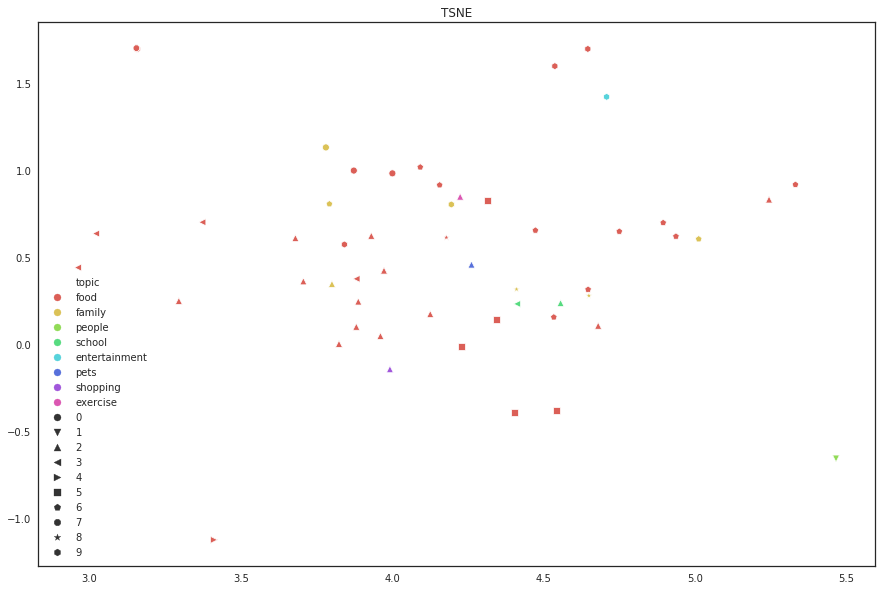 TSNE
1.5
1.0
0.5
0.0
−0.5
−1.0
topic
food
family
people
school
entertainment
pets
shopping
exercise
0
1
2
3
4
5
6
7
8
9
3.0 3.5 4.0 4.5 5.0 5.5